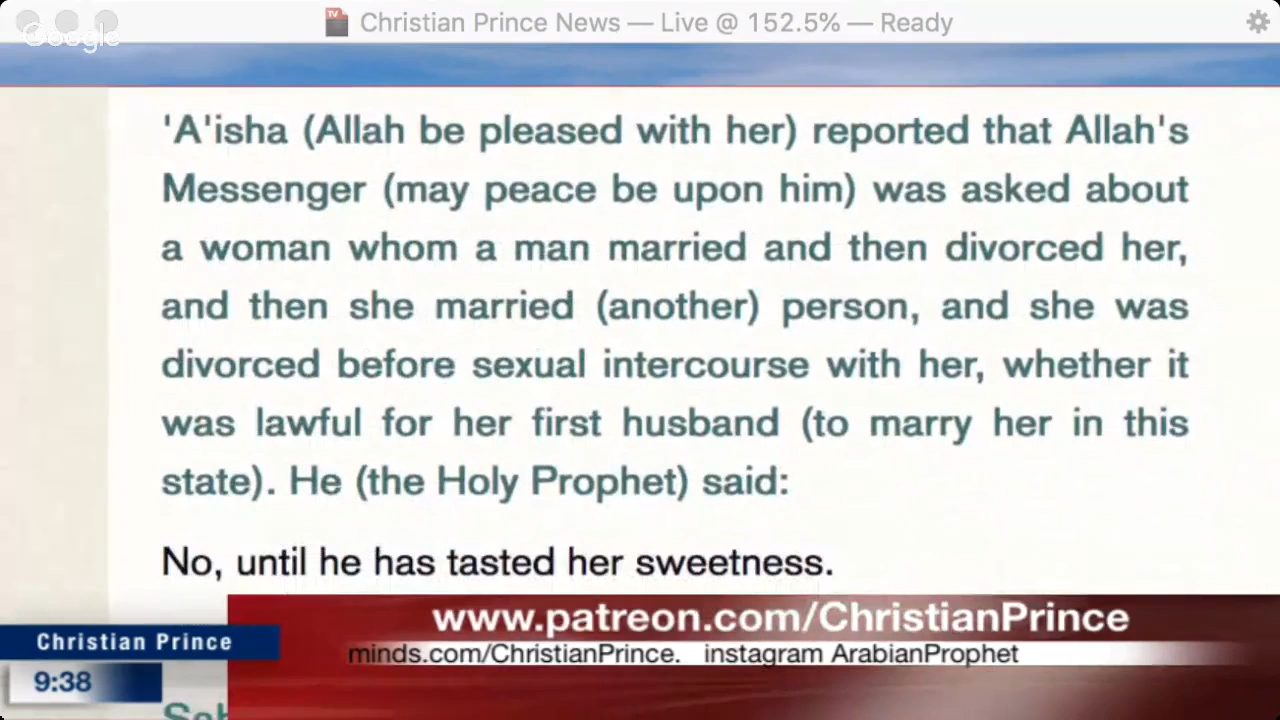 Christian Prince News — Live @ 152.5% — Ready
Google
'A'isha (Allah be pleased with her) reported that Allah's
Messenger (may peace be upon him) was asked about
a woman whom a man married and then divorced her,
and then she married (another) person, and she was
divorced before sexual intercourse with her, whether it
was lawful for her first husband (to marry her in this
state). He (the Holy Prophet) said:
No, until he has tasted her sweetness.
www.patreon.com/ChristianPrince
Christian Prince
minds.com/ChristianPrince. instagram ArabianProphet
9:38